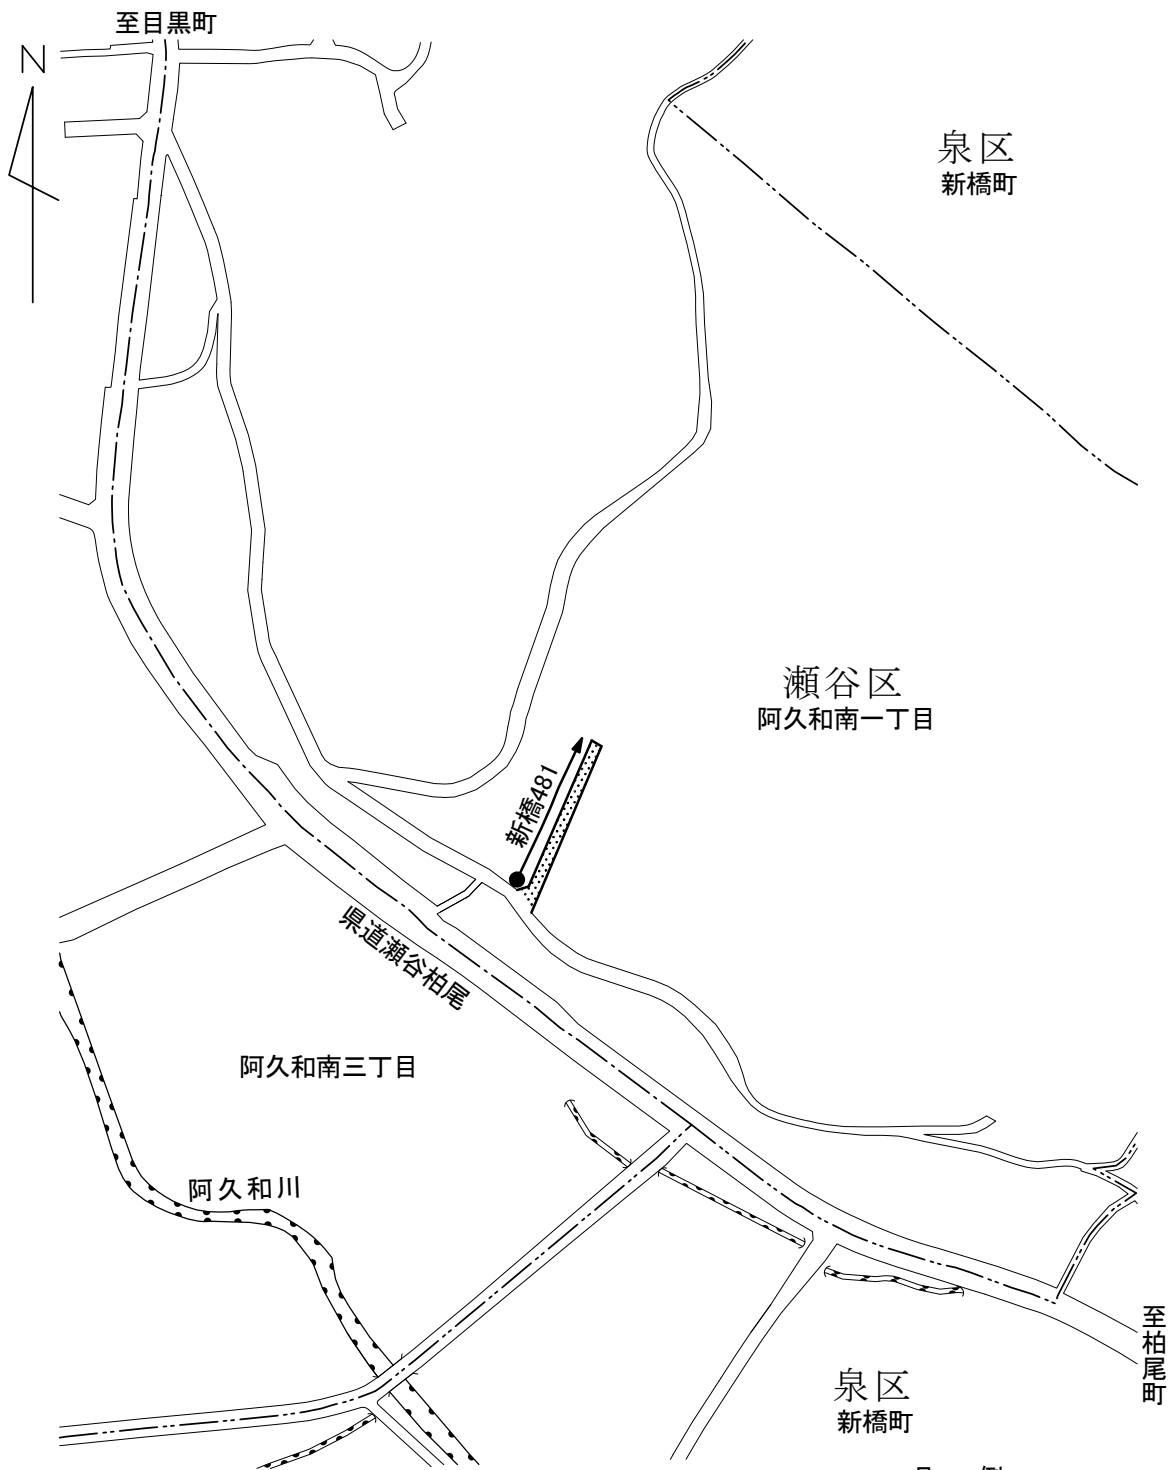 至目黒町
N
泉区
新橋町
瀬谷区
阿久和南一丁目
新橋481
県道瀬谷柏尾
阿久和南三丁目
阿久和川
至柏尾町
泉区
新橋町